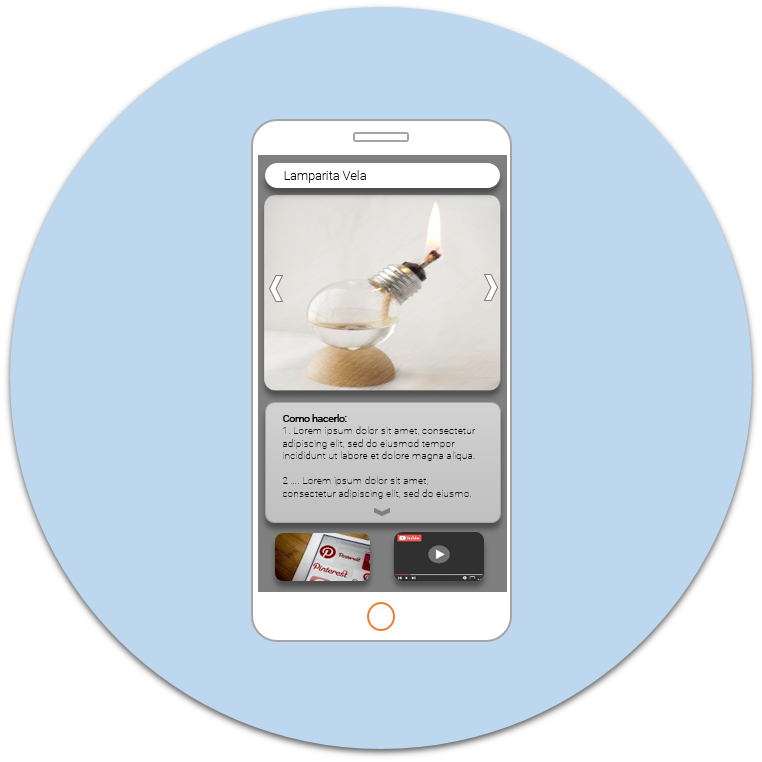 Lamparita Vela
Como hacerlo:
1. Lorem ipsum dolor sit amet, consectetur
adipiscing elit, sed do eiusmod tempor
incididunt ut labore et dolore magna aliqua.
2 .... Lorem ipsum dolor sit amet,
consectetur adipiscing elit, sed do eiusmo.
Pinterest
Pinterest
YouTube